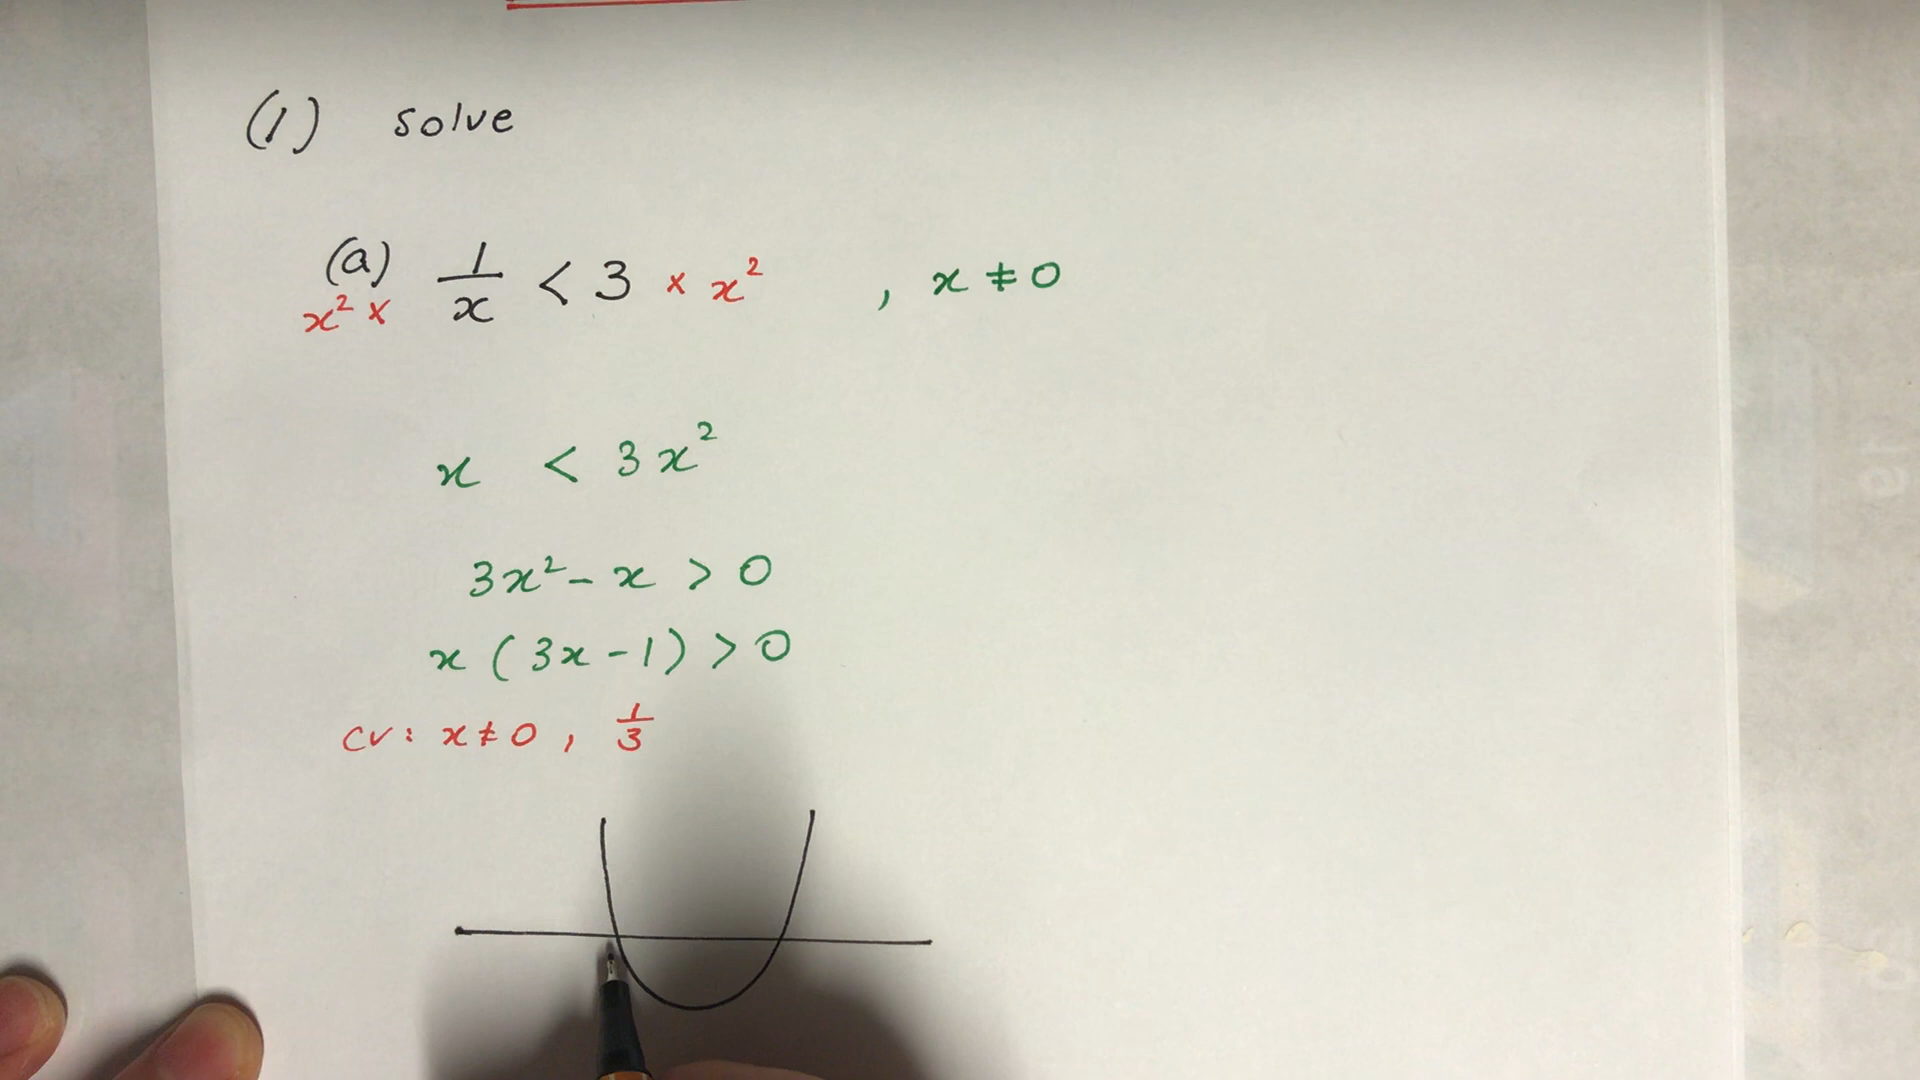 (1) solve
(a) 1/x < 3 × x² , x ≠ 0
x² ×
x < 3x²
3x² - x > 0
x (3x - 1) > 0
cv: x ≠ 0 , 1/3